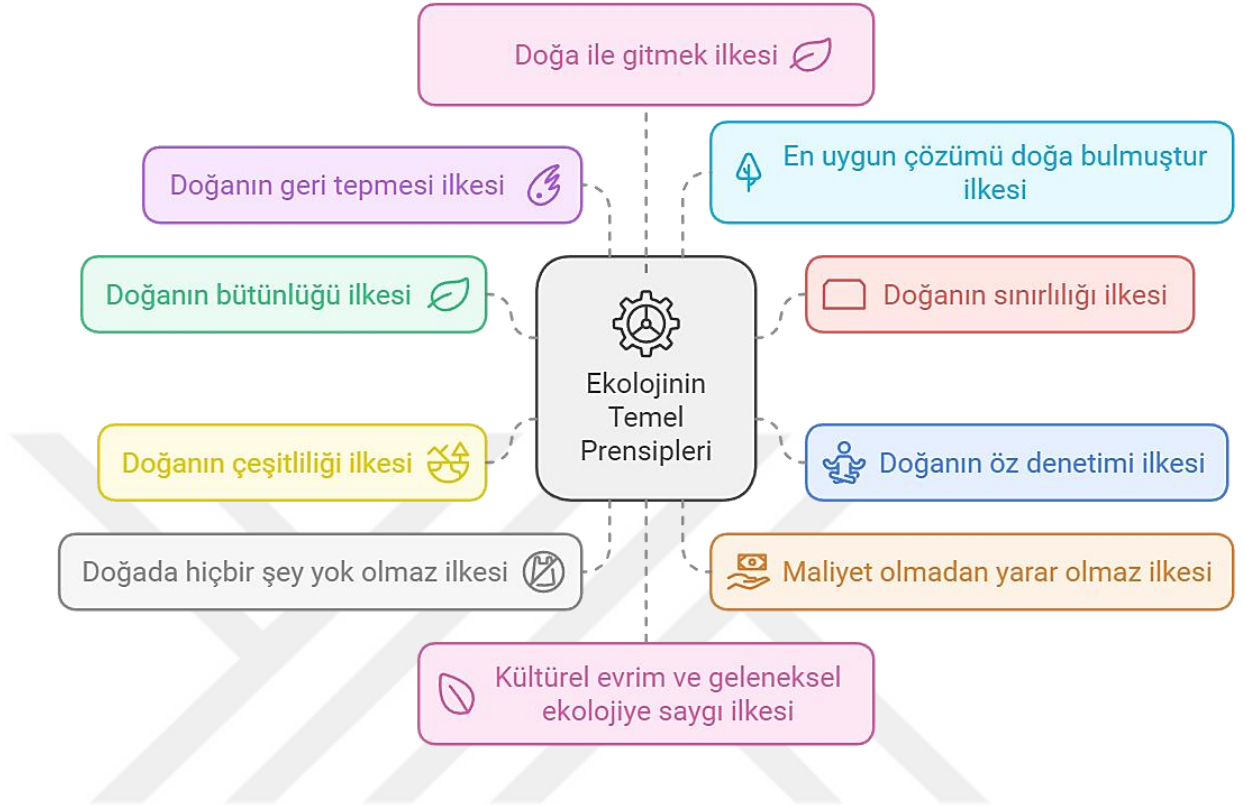 Doğa ile gitmek ilkesi
Doğanın geri tepmesi ilkesi
En uygun çözümü doğa bulmuştur
ilkesi
Doğanın bütünlüğü ilkesi
Doğanın sınırlılığı ilkesi
Ekolojinin
Temel
Prensipleri
Doğanın çeşitliliği ilkesi
Doğanın öz denetimi ilkesi
Doğada hiçbir şey yok olmaz ilkesi
Maliyet olmadan yarar olmaz ilkesi
Kültürel evrim ve geleneksel
ekolojiye saygı ilkesi